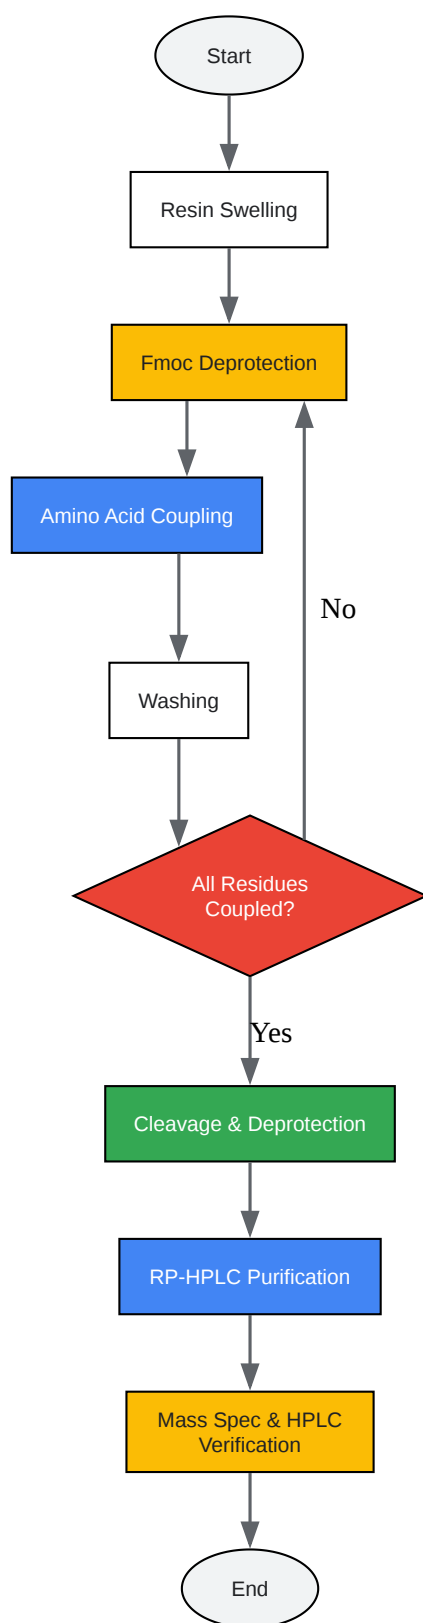 Start
Resin Swelling
Fmoc Deprotection
Amino Acid Coupling
No
Washing
All Residues
Coupled?
Yes
Cleavage & Deprotection
RP-HPLC Purification
Mass Spec & HPLC
Verification
End